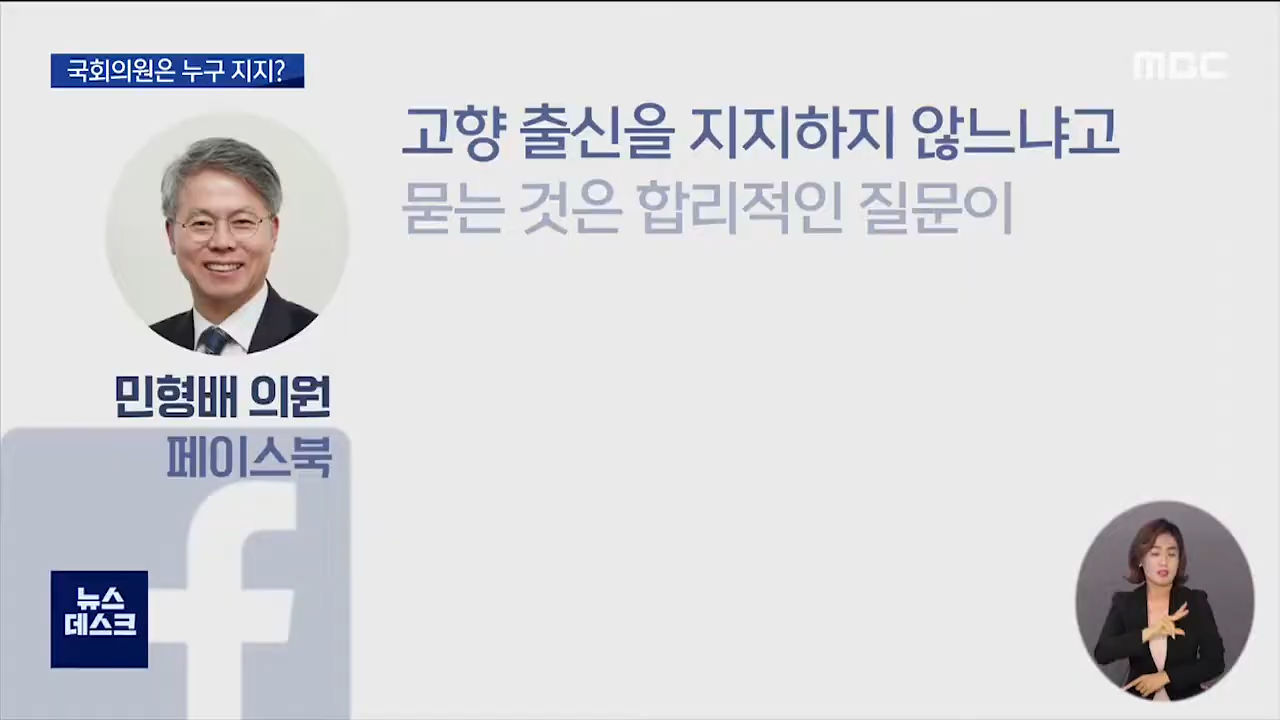 국회의원은 누구 지지?
MBC
고향 출신을 지지하지 않느냐고
묻는 것은 합리적인 질문이
민형배 의원
페이스북
뉴스
데스크